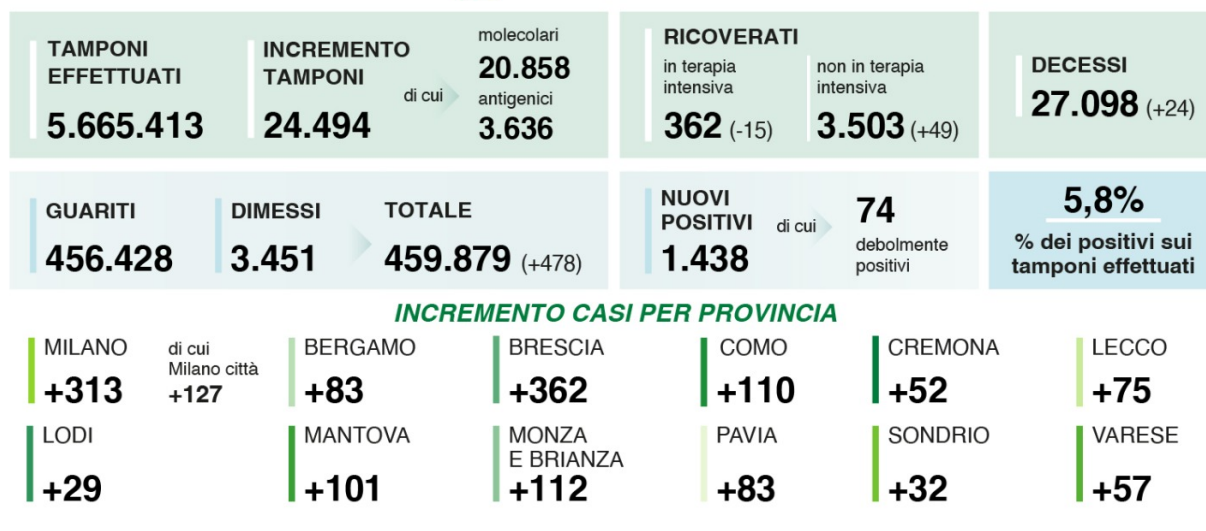 TAMPONI
EFFETTUATI
5.665.413
INCREMENTO
TAMPONI
24.494
di cui
molecolari
20.858
antigenici
3.636
RICOVERATI
in terapia
intensiva
362 (-15)
non in terapia
intensiva
3.503 (+49)
DECESSI
27.098 (+24)
GUARITI
456.428
DIMESSI
3.451
TOTALE
459.879 (+478)
NUOVI
POSITIVI
1.438
di cui
74
debolmente
positivi
5,8%
% dei positivi sui
tamponi effettuati
INCREMENTO CASI PER PROVINCIA
MILANO
+313
di cui
Milano città
+127
BERGAMO
+83
BRESCIA
+362
COMO
+110
CREMONA
+52
LECCO
+75
LODI
+29
MANTOVA
+101
MONZA
E BRIANZA
+112
PAVIA
+83
SONDRIO
+32
VARESE
+57